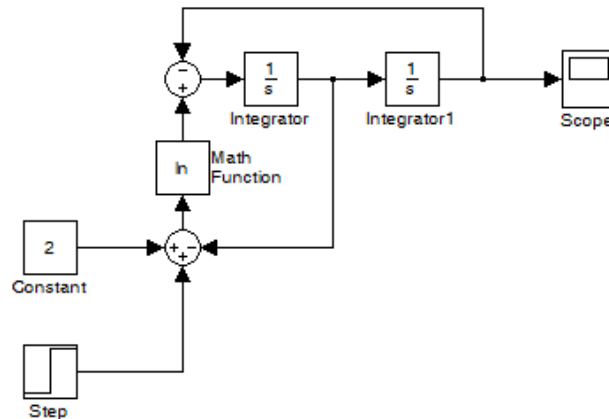 − +
1
s
Integrator
1
s
Integrator1
Scope
ln
Math
Function
2
Constant
+ + −
Step